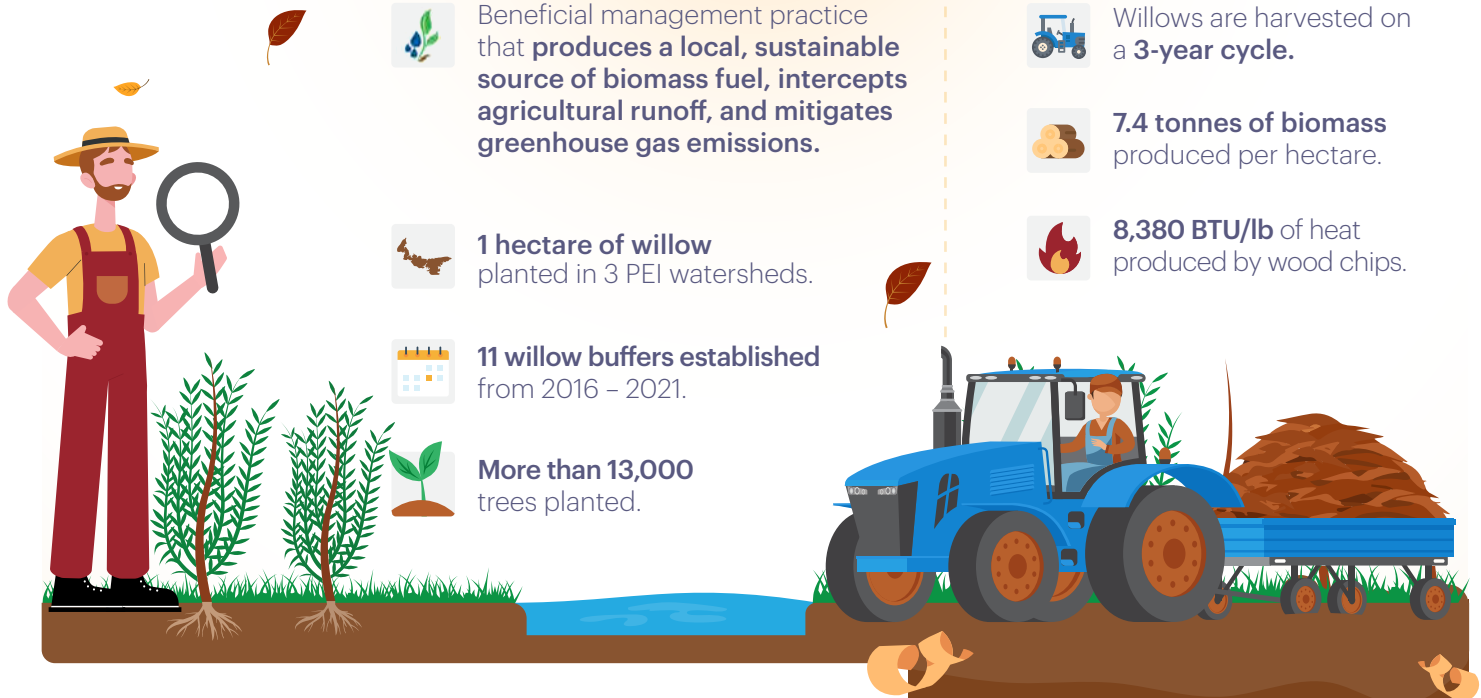 Beneficial management practice
that produces a local, sustainable
source of biomass fuel, intercepts
agricultural runoff, and mitigates
greenhouse gas emissions.
1 hectare of willow
planted in 3 PEI watersheds.
11 willow buffers established
from 2016 – 2021.
More than 13,000
trees planted.
Willows are harvested on
a 3-year cycle.
7.4 tonnes of biomass
produced per hectare.
8,380 BTU/lb of heat
produced by wood chips.